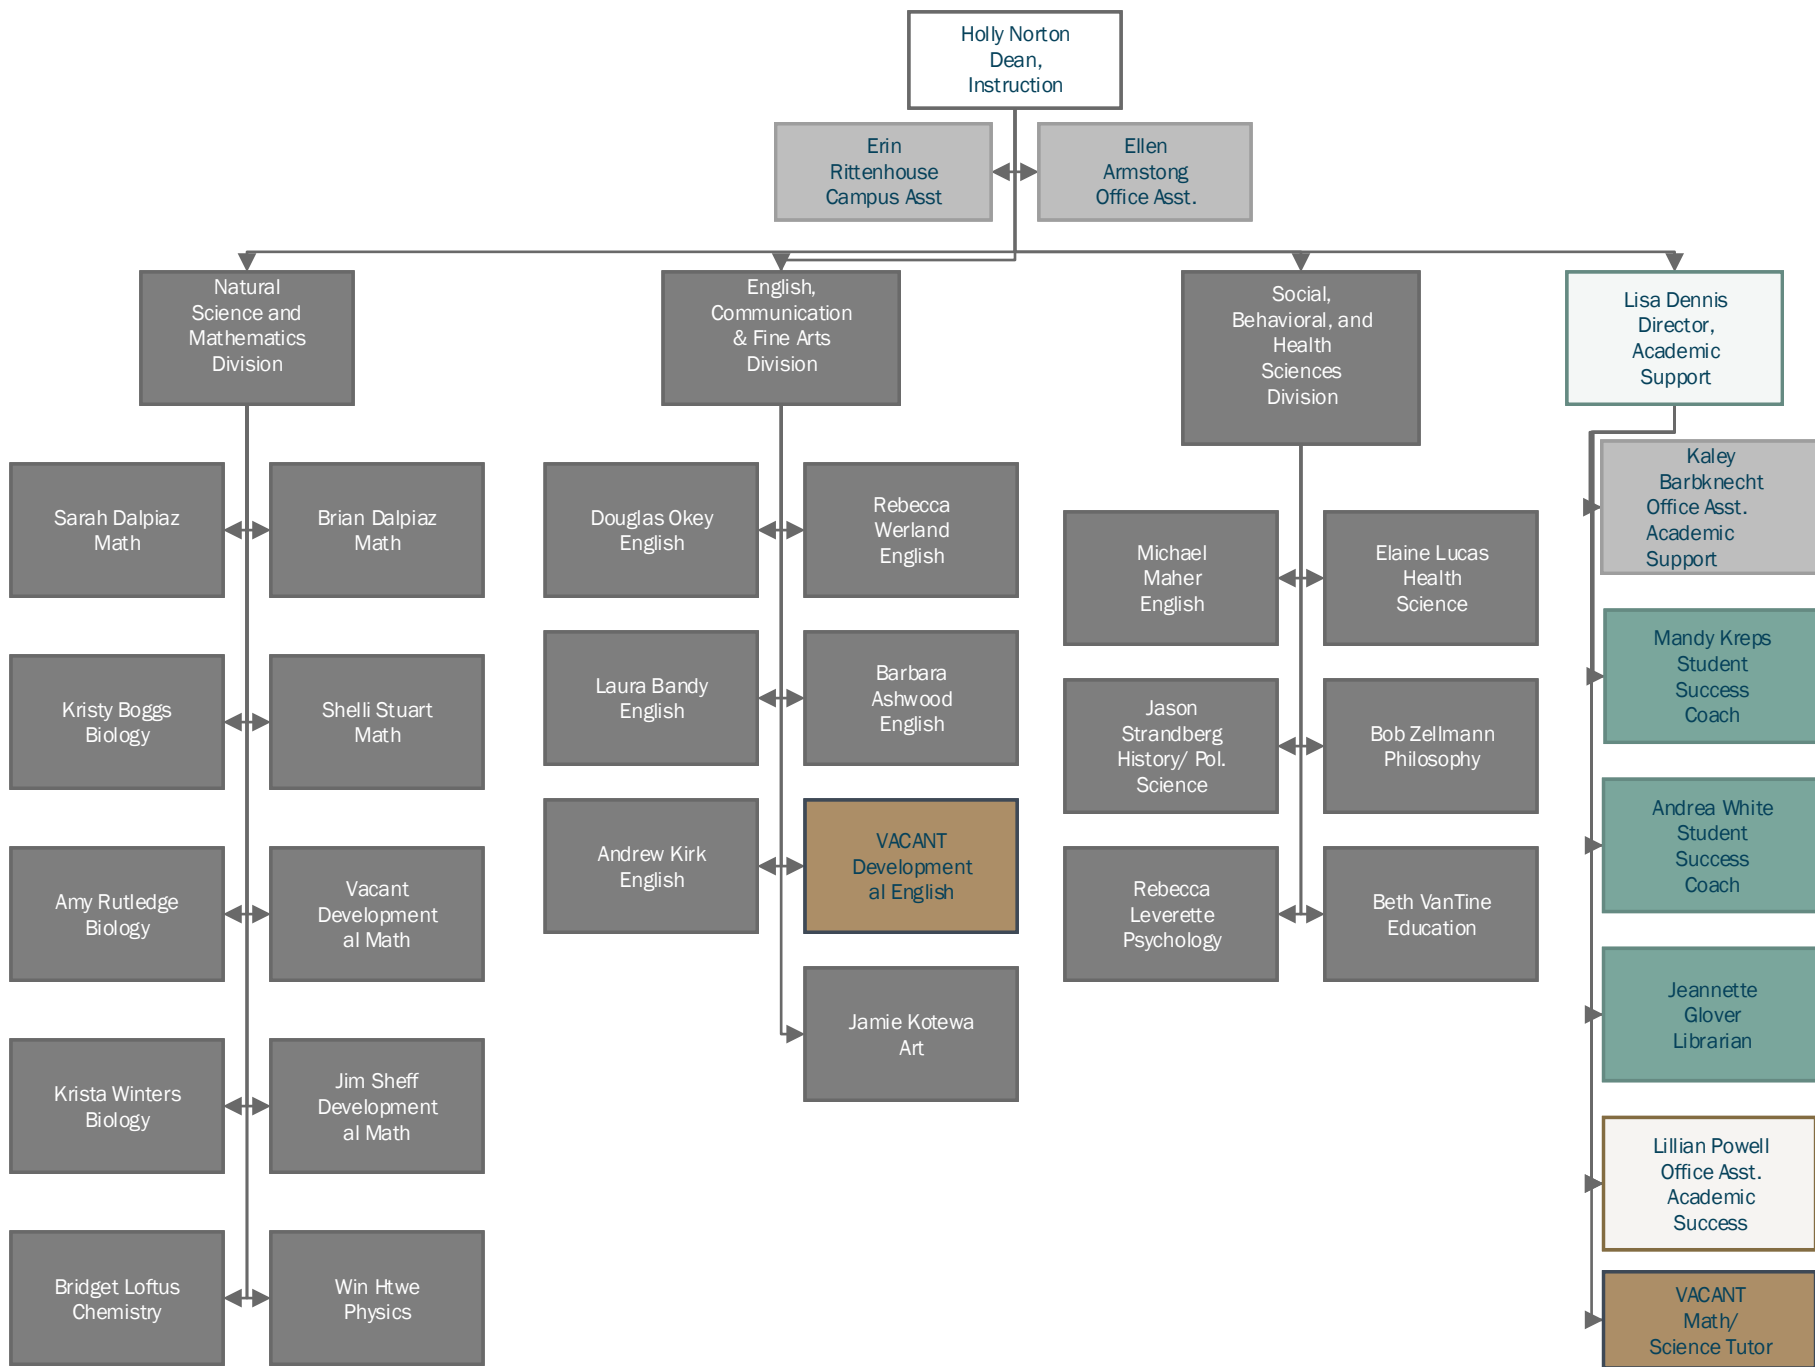 Holly Norton
Dean,
Instruction
Erin
Rittenhouse
Campus Asst
Ellen
Armstong
Office Asst.
Natural
Science and
Mathematics
Division
English,
Communication
& Fine Arts
Division
Social,
Behavioral, and
Health
Sciences
Division
Lisa Dennis
Director,
Academic
Support
Sarah Dalpiaz
Math
Brian Dalpiaz
Math
Kristy Boggs
Biology
Shelli Stuart
Math
Amy Rutledge
Biology
Vacant
Development
al Math
Krista Winters
Biology
Jim Sheff
Development
al Math
Bridget Loftus
Chemistry
Win Htwe
Physics
Douglas Okey
English
Rebecca
Werland
English
Laura Bandy
English
Barbara
Ashwood
English
Andrew Kirk
English
VACANT
Development
al English
Jamie Kotewa
Art
Michael
Maher
English
Elaine Lucas
Health
Science
Jason
Strandberg
History/ Pol.
Science
Bob Zellmann
Philosophy
Rebecca
Leverette
Psychology
Beth VanTine
Education
Kaley
Barbknecht
Office Asst.
Academic
Support
Mandy Kreps
Student
Success
Coach
Andrea White
Student
Success
Coach
Jeannette
Glover
Librarian
Lillian Powell
Office Asst.
Academic
Success
VACANT
Math/
Science Tutor